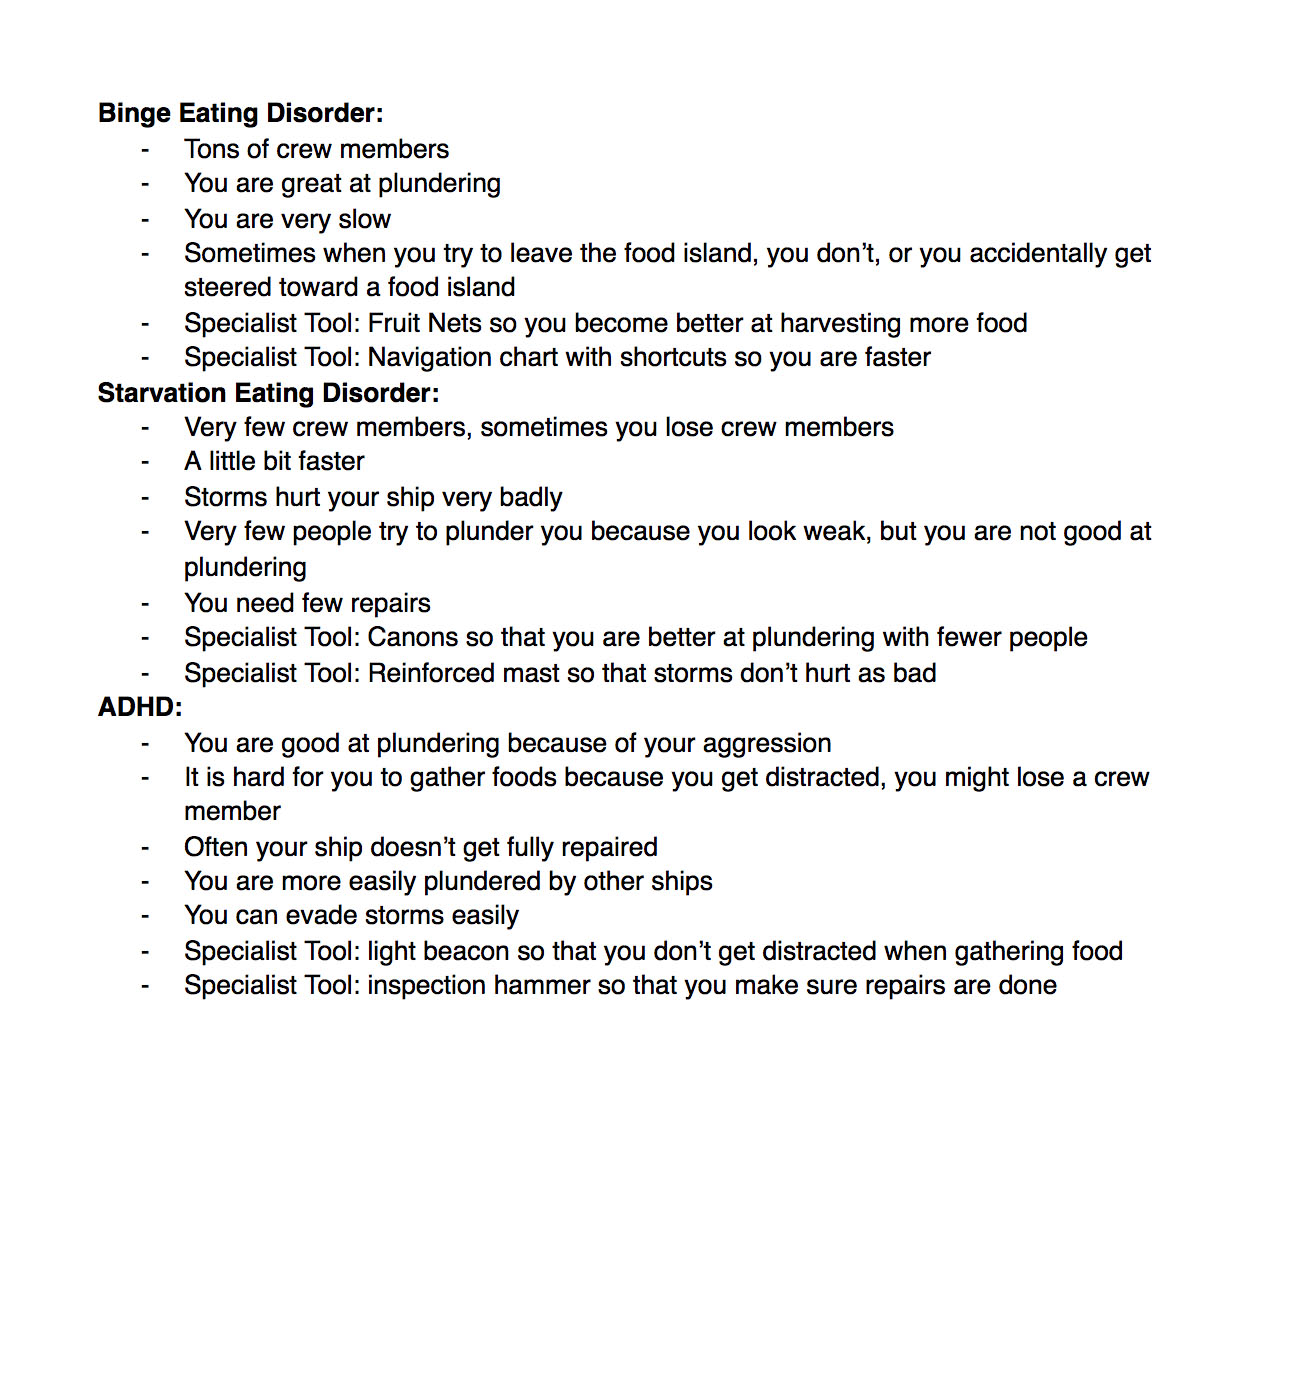 Binge Eating Disorder:
- Tons of crew members
- You are great at plundering
- You are very slow
- Sometimes when you try to leave the food island, you don’t, or you accidentally get
steered toward a food island
- Specialist Tool: Fruit Nets so you become better at harvesting more food
- Specialist Tool: Navigation chart with shortcuts so you are faster
Starvation Eating Disorder:
- Very few crew members, sometimes you lose crew members
- A little bit faster
- Storms hurt your ship very badly
- Very few people try to plunder you because you look weak, but you are not good at
plundering
- You need few repairs
- Specialist Tool: Canons so that you are better at plundering with fewer people
- Specialist Tool: Reinforced mast so that storms don’t hurt as bad
ADHD:
- You are good at plundering because of your aggression
- It is hard for you to gather foods because you get distracted, you might lose a crew
member
- Often your ship doesn’t get fully repaired
- You are more easily plundered by other ships
- You can evade storms easily
- Specialist Tool: light beacon so that you don’t get distracted when gathering food
- Specialist Tool: inspection hammer so that you make sure repairs are done